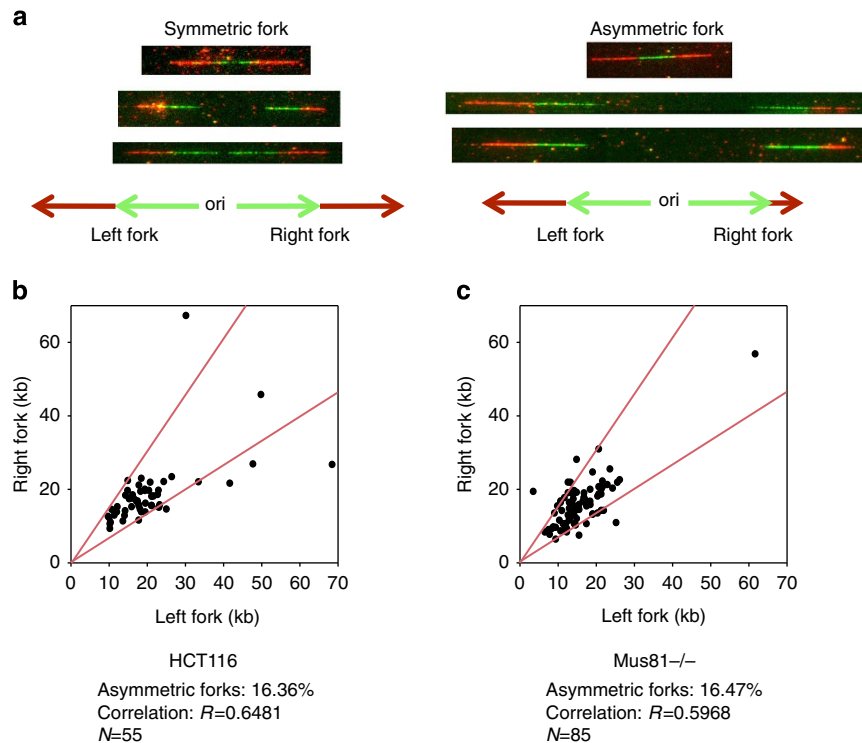 a
Symmetric fork
Asymmetric fork
ori
Left fork
Right fork
ori
Left fork
Right fork
b
Right fork (kb)
60
40
20
0
0 10 20 30 40 50 60 70
Left fork (kb)
HCT116
Asymmetric forks: 16.36%
Correlation: R=0.6481
N=55
c
Right fork (kb)
60
40
20
0
0 10 20 30 40 50 60 70
Left fork (kb)
Mus81−/−
Asymmetric forks: 16.47%
Correlation: R=0.5968
N=85